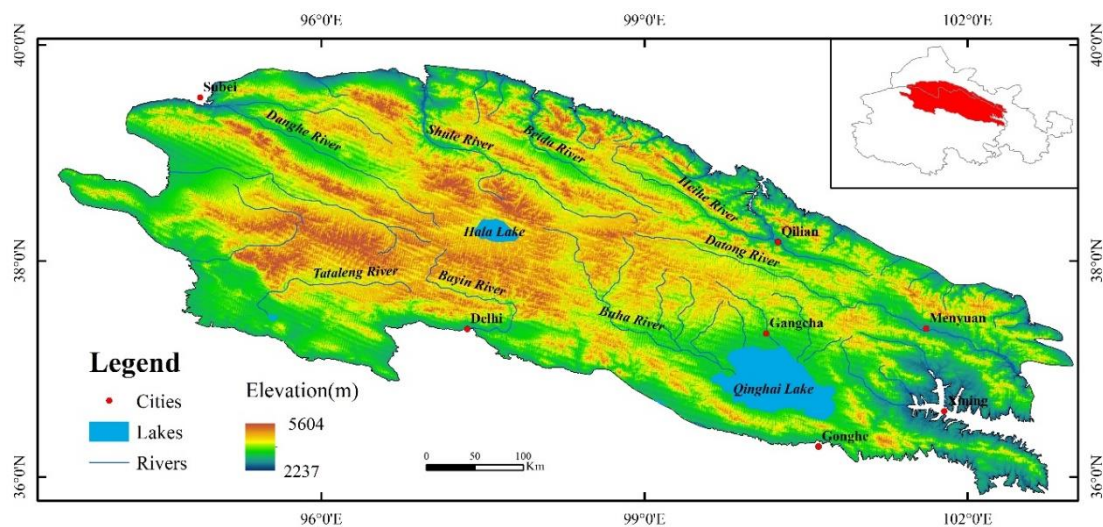 96°0'E
99°0'E
102°0'E
40°0'N
40°0'N
Subei
Danghe River
Shule River
Beidu River
Heihe River
Qilian
Hala Lake
Datong River
38°0'N
38°0'N
Tataleng River
Bayin River
Buha River
Delhi
Gangcha
Menyuan
Legend
Cities
Lakes
Rivers
Elevation(m)
5604
2237
Qinghai Lake
Xining
Gonghe
0 50 100
Km
36°0'N
36°0'N
96°0'E
99°0'E
102°0'E